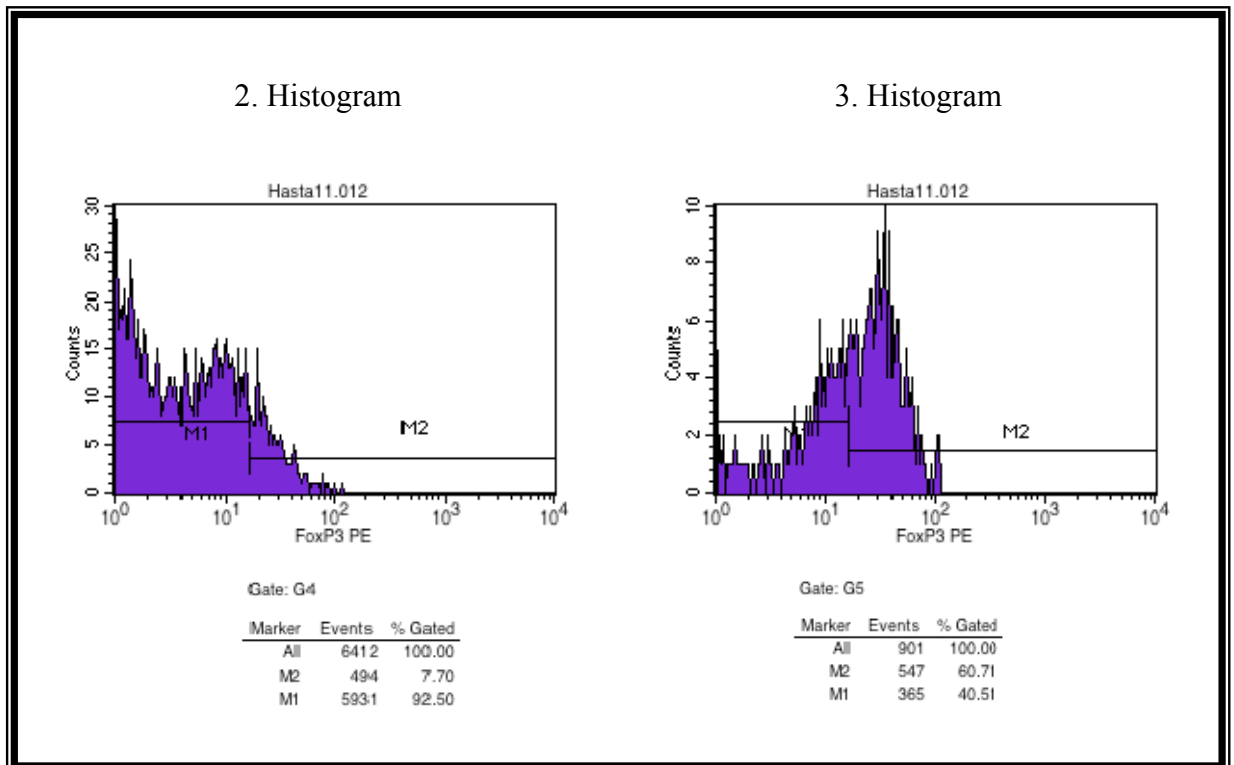 2. Histogram
Hasta11.012
30
25
20
15
10
5
0
Counts
M1
M2
10^0 10^1 10^2 10^3 10^4
FoxP3 PE
Gate: G4
Marker Events % Gated
All 6412 100.00
M2 494 7.70
M1 5931 92.50
3. Histogram
Hasta11.012
10
8
6
4
2
0
Counts
M2
10^0 10^1 10^2 10^3 10^4
FoxP3 PE
Gate: G5
Marker Events % Gated
All 901 100.00
M2 547 60.71
M1 365 40.51